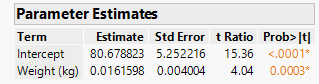 Parameter Estimates
Term Estimate Std Error t Ratio Prob>|t|
Intercept 80.678823 5.252216 15.36 <.0001*
Weight (kg) 0.0161598 0.004004 4.04 0.0003*